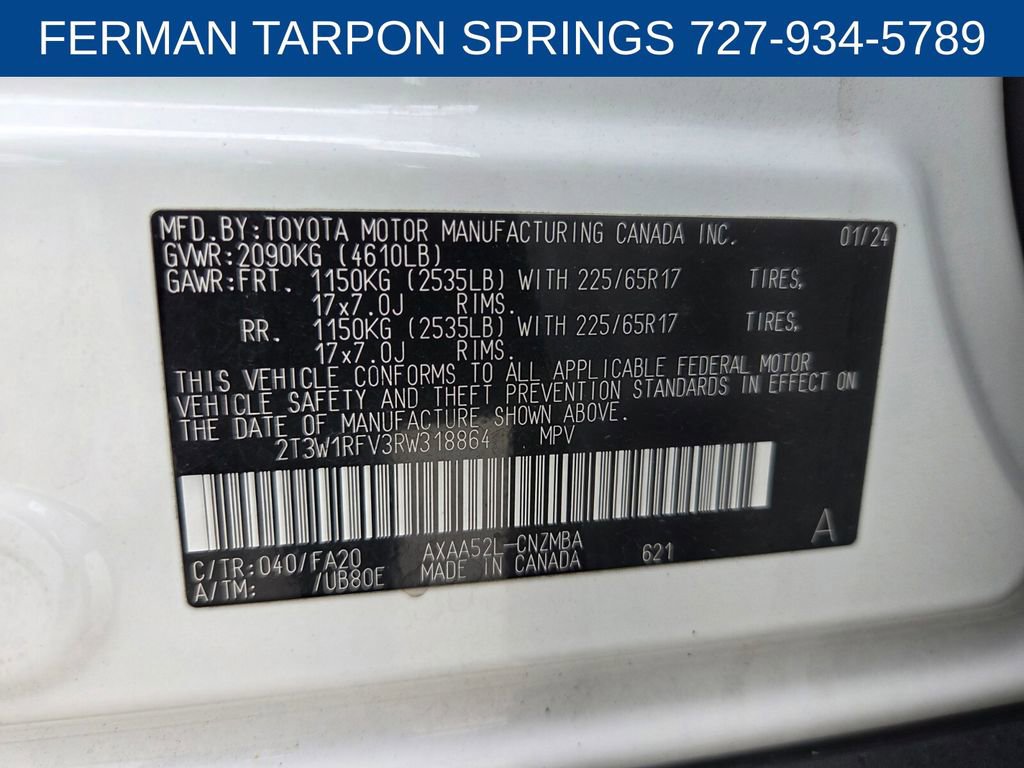 FERMAN TARPON SPRINGS 727-934-5789
MFD.BY:TOYOTA MOTOR MANUFACTURING CANADA INC. 01/24
GVWR:2090KG (4610LB)
GAWR:FRT. 1150KG (2535LB) WITH 225/65R17 TIRES,
17x7.0J RIMS.
RR. 1150KG (2535LB) WITH 225/65R17 TIRES,
17x7.0J RIMS.
THIS VEHICLE CONFORMS TO ALL APPLICABLE FEDERAL MOTOR
VEHICLE SAFETY AND THEFT PREVENTION STANDARDS IN EFFECT ON
THE DATE OF MANUFACTURE SHOWN ABOVE.
2T3W1RFV3RW318864 MPV
A
C/TR:040/FA20 AXAA52L-CNZMBA 621
A/TM: /UB80E MADE IN CANADA